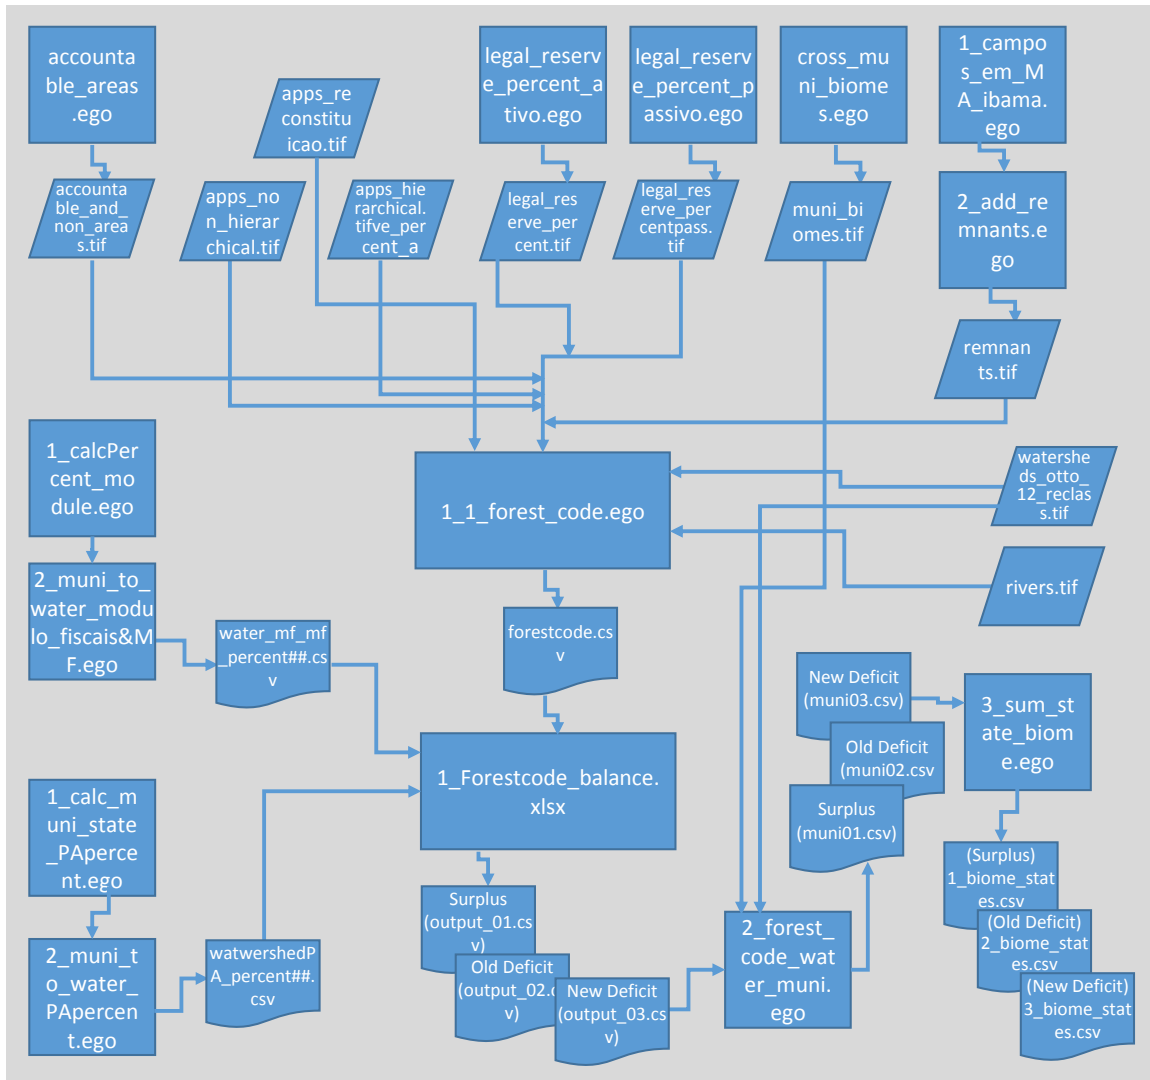 accounta
ble_areas
.ego
apps_re
constitu
icao.tif
legal_reserv
e_percent_a
tivo.ego
legal_reserv
e_percent_p
assivo.ego
cross_mu
ni_biome
s.ego
1_campo
s_em_M
A_ibama.
ego
accounta
ble_and_
non_area
s.tif
apps_no
n_hierar
chical.tif
apps_hie
rarchical.
tifve_per
cent_a
legal_res
erve_per
cent.tif
legal_res
erve_per
centpass.
tif
muni_bi
omes.tif
2_add_re
mnants.e
go
remnan
ts.tif
1_calcPer
cent_mo
dule.ego
1_1_forest_code.ego
watershe
ds_otto_
12_reclas
s.tif
2_muni_to_
water_modu
lo_fiscais&M
F.ego
rivers.tif
water_mf_mf
_percent##.cs
v
forestcode.cs
v
New Deficit
(muni03.csv)
Old Deficit
(muni02.csv
Surplus
(muni01.csv)
3_sum_st
ate_biom
e.ego
1_Forestcode_balance.
xlsx
1_calc_m
uni_state
_PAperce
nt.ego
(Surplus)
1_biome_stat
es.csv
(Old Deficit)
2_biome_stat
es.csv
(New Deficit)
3_biome_stat
es.csv
Surplus
(output_01.cs
v)
Old Deficit
(output_02.c
v)
New Deficit
(output_03.cs
v)
2_forest_
code_wat
er_muni.
ego
2_muni_t
o_water_
PApercen
t.ego
watwershedP
A_percent##.
csv